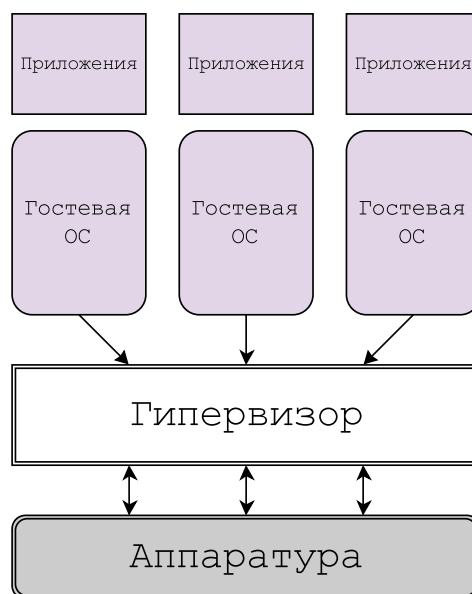 Приложения Приложения Приложения
Гостевая Гостевая Гостевая
ОС ОС ОС
Гипервизор
Аппаратура